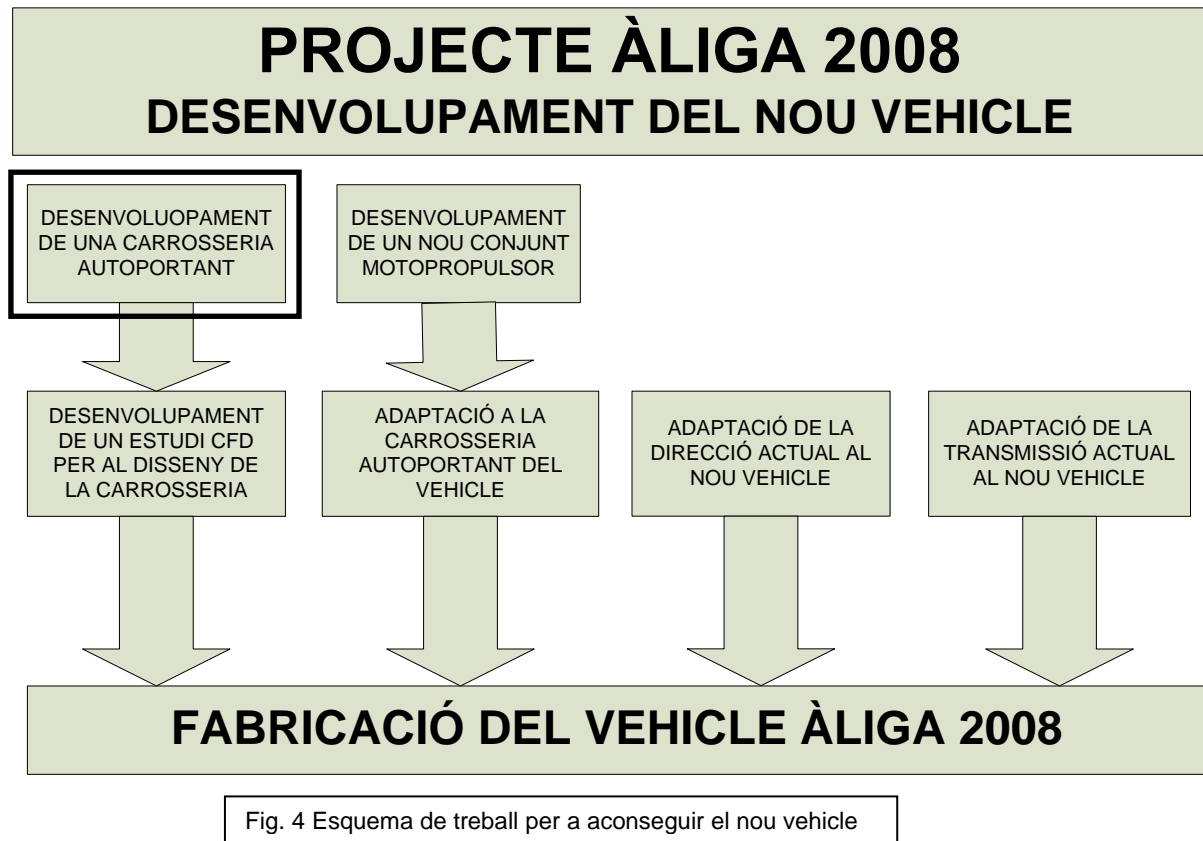 PROJECTE ÀLIGA 2008
DESENVOLUPAMENT DEL NOU VEHICLE
DESENVOLUOPAMENT
DE UNA CARROSSERIA
AUTOPORTANT
DESENVOLUPAMENT
DE UN NOU CONJUNT
MOTOPROPULSOR
DESENVOLUPAMENT
DE UN ESTUDI CFD
PER AL DISSENY DE
LA CARROSSERIA
ADAPTACIÓ A LA
CARROSSERIA
AUTOPORTANT DEL
VEHICLE
ADAPTACIÓ DE LA
DIRECCIÓ ACTUAL AL
NOU VEHICLE
ADAPTACIÓ DE LA
TRANSMISSIÓ ACTUAL
AL NOU VEHICLE
FABRICACIÓ DEL VEHICLE ÀLIGA 2008
Fig. 4 Esquema de treball per a aconseguir el nou vehicle